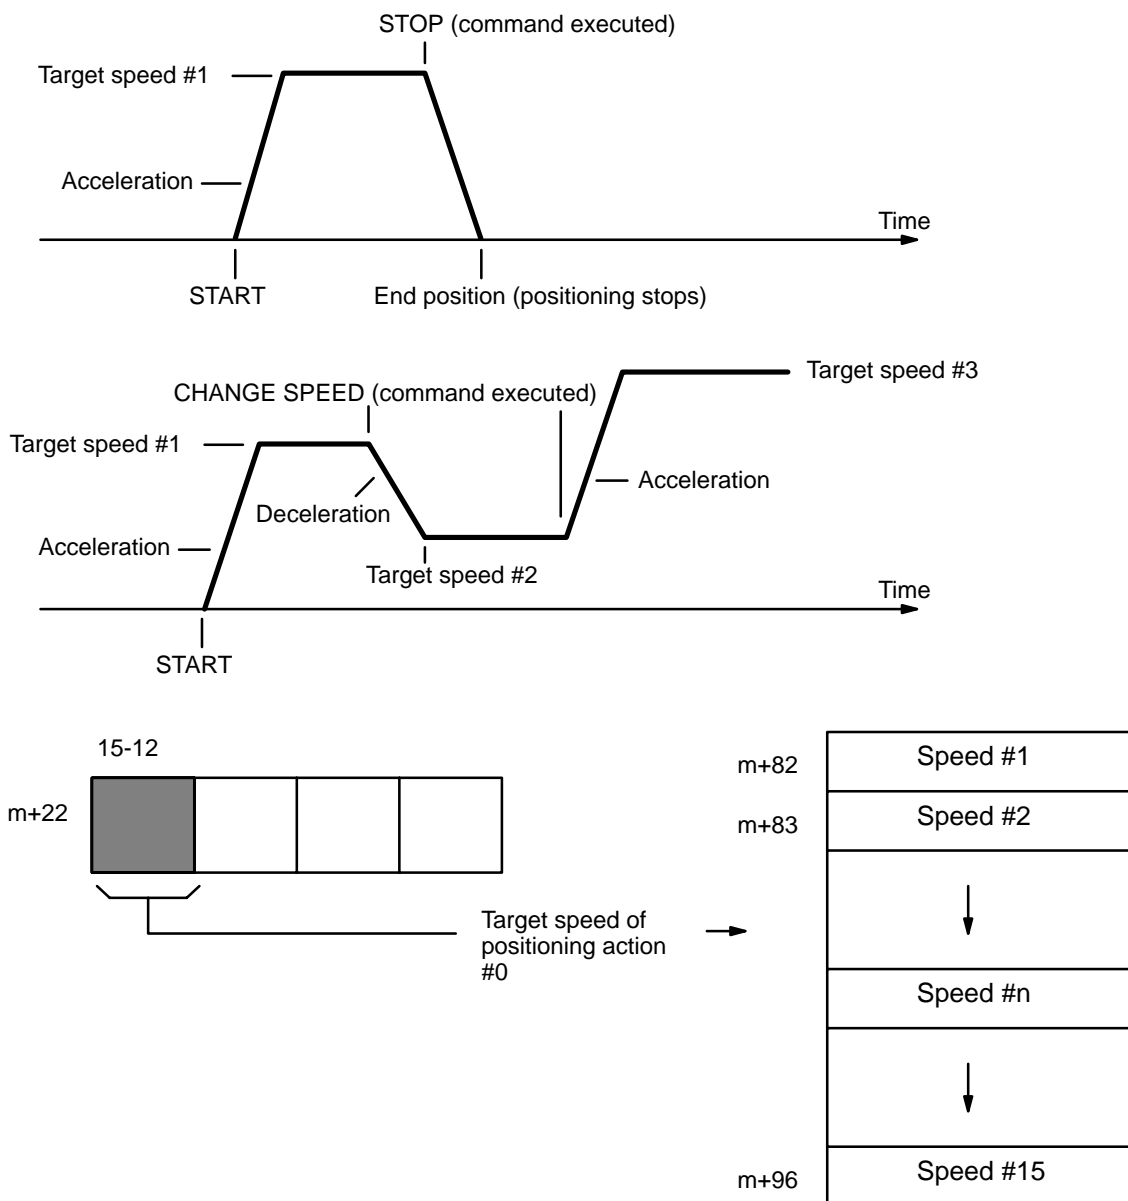 STOP (command executed)
Target speed #1
Acceleration
Time
START
End position (positioning stops)
Target speed #3
CHANGE SPEED (command executed)
Target speed #1
Acceleration
Deceleration
Acceleration
Target speed #2
Time
START
15-12
m+22
Target speed of
positioning action
#0
m+82
Speed #1
m+83
Speed #2
Speed #n
m+96
Speed #15